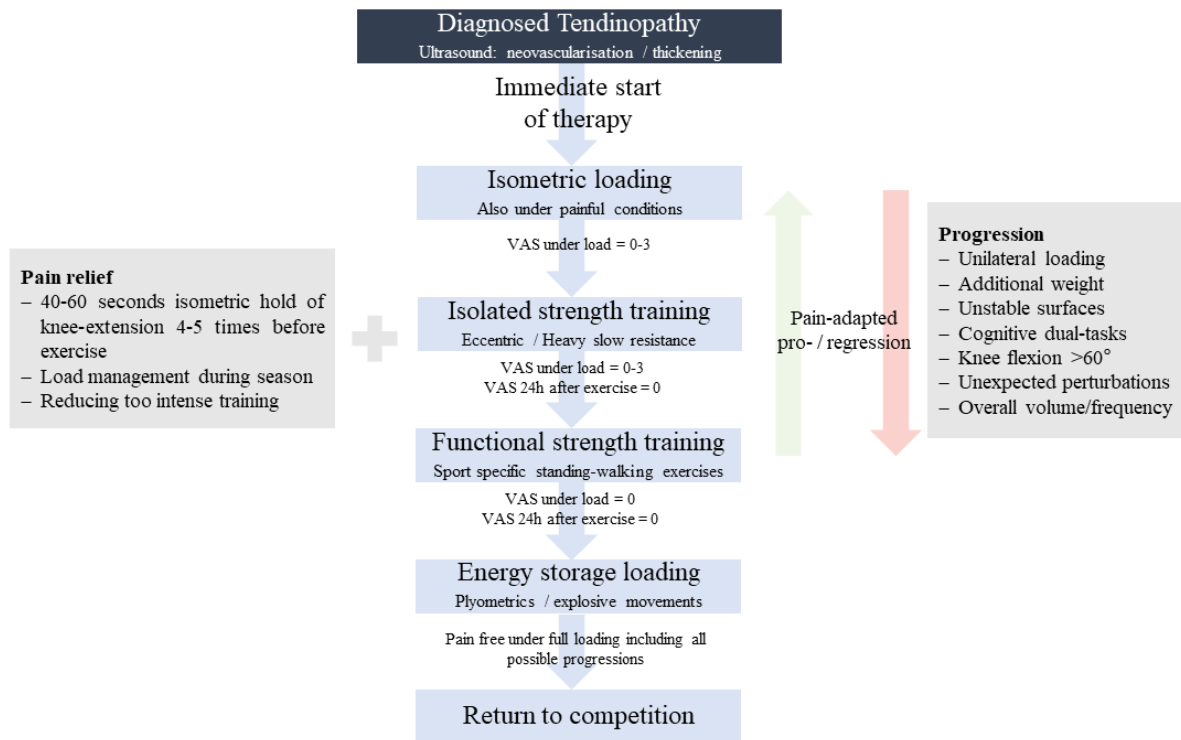 Diagnosed Tendinopathy
Ultrasound: neovascularisation / thickening
Immediate start
of therapy
Isometric loading
Also under painful conditions
VAS under load = 0-3
Isolated strength training
Eccentric / Heavy slow resistance
VAS under load = 0-3
VAS 24h after exercise = 0
Functional strength training
Sport specific standing-walking exercises
VAS under load = 0
VAS 24h after exercise = 0
Energy storage loading
Plyometrics / explosive movements
Pain free under full loading including all
possible progressions
Return to competition
Pain relief
– 40-60 seconds isometric hold of
knee-extension 4-5 times before
exercise
– Load management during season
– Reducing too intense training
Pain-adapted
pro- / regression
Progression
– Unilateral loading
– Additional weight
– Unstable surfaces
– Cognitive dual-tasks
– Knee flexion >60°
– Unexpected perturbations
– Overall volume/frequency